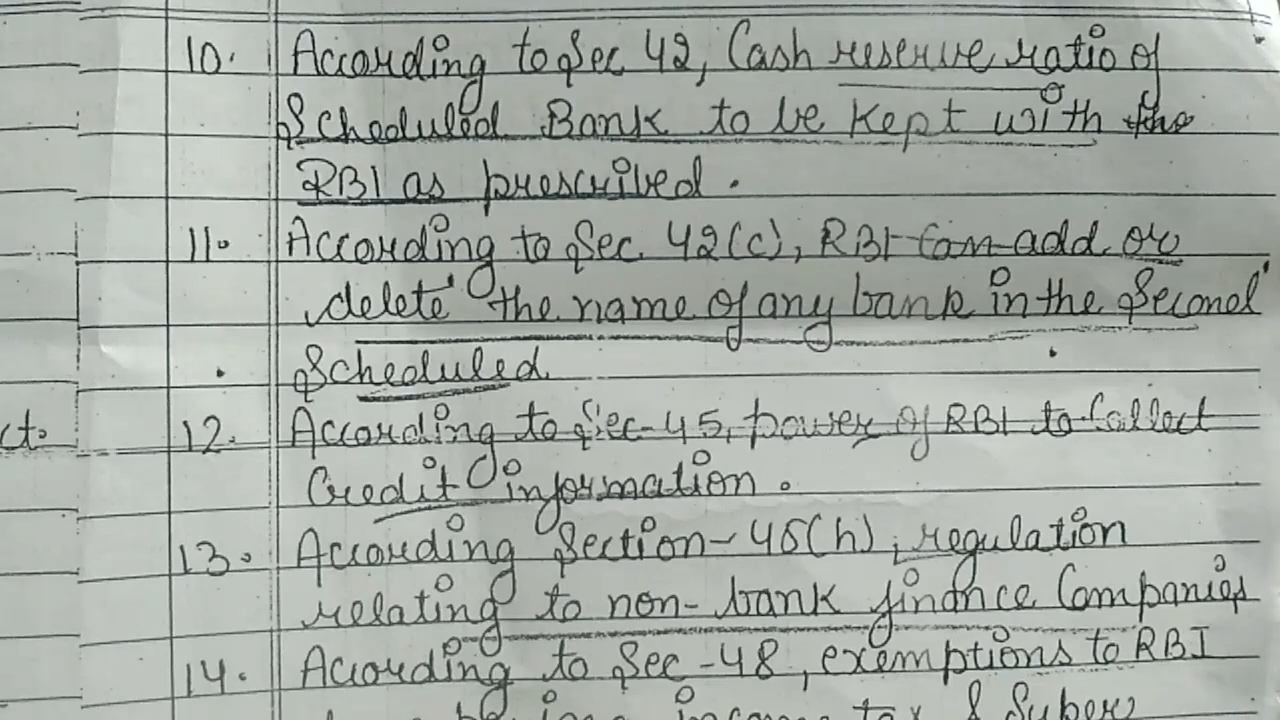 10. According to Sec 42, Cash reserve ratio of
Scheduled Bank to be kept with the
RBI as prescribed.
11. According to Sec. 42(c), RBI can add or
delete the name of any bank in the Second
Scheduled
ct.
12. According to Sec-45, power of RBI to Collect
Credit information.
13. According Section-45(h), regulation
relating to non-bank finance Companies
14. According to Sec-48, exemptions to RBI
income tax & Super